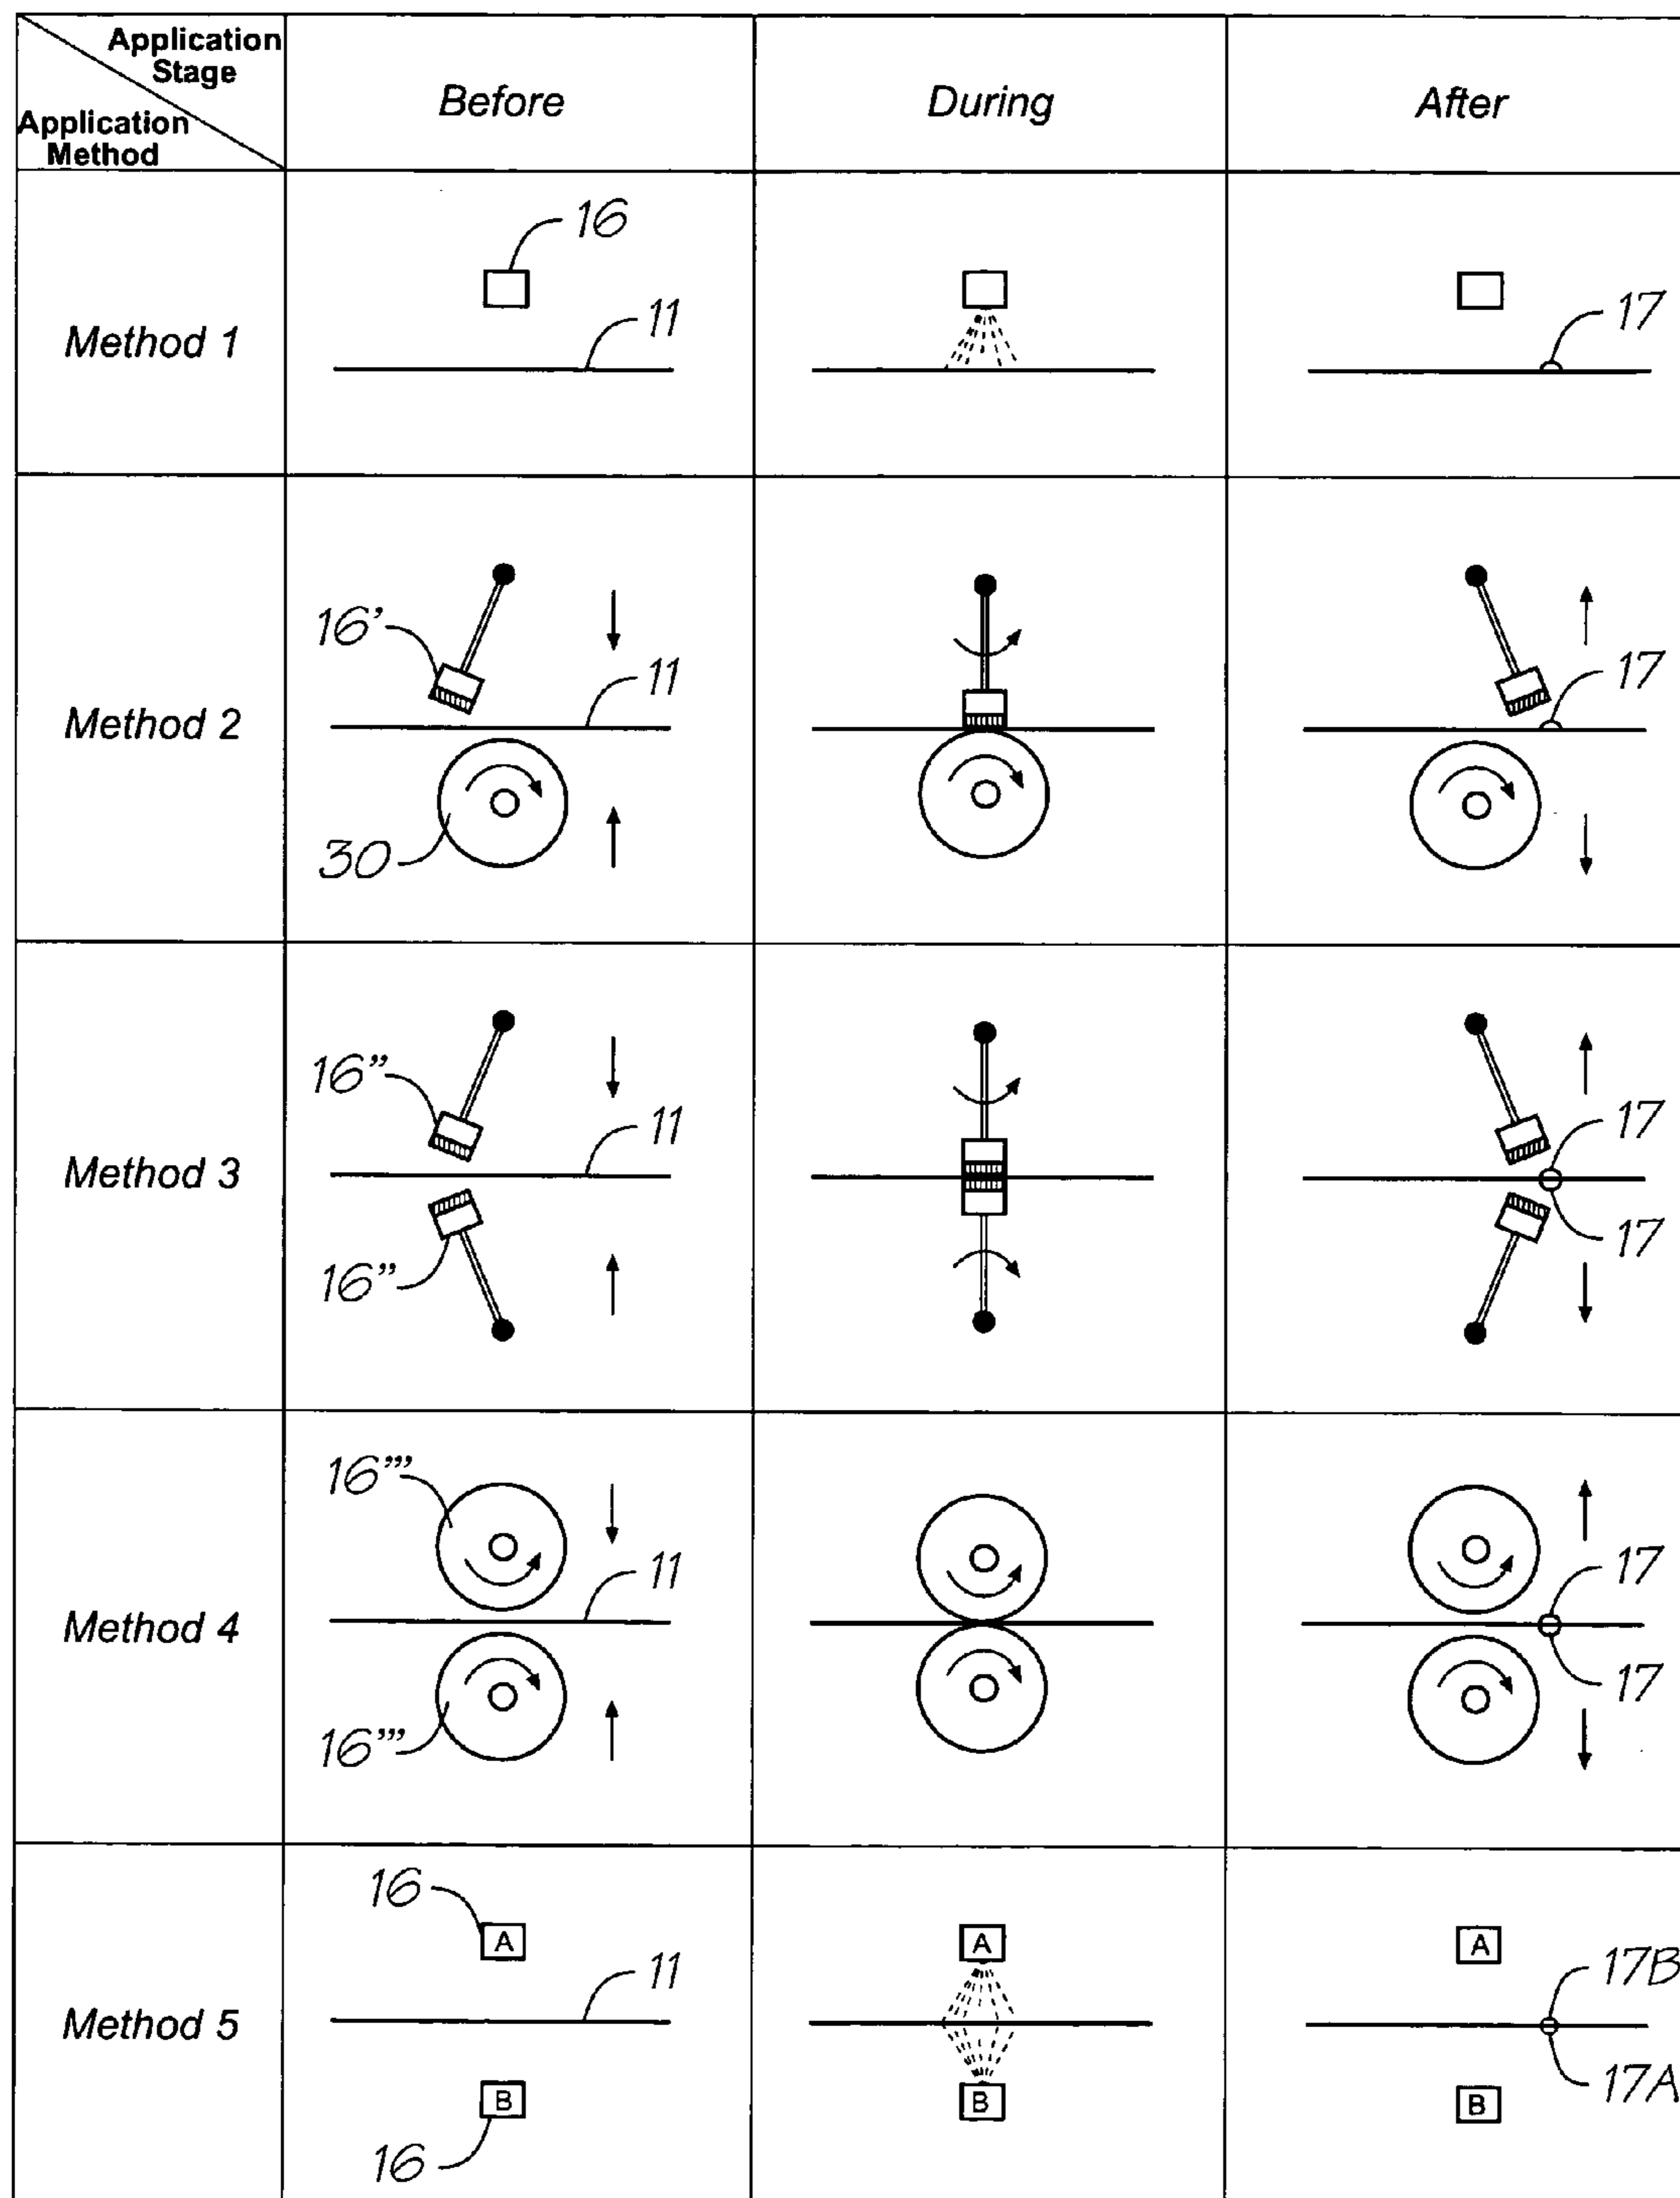 Application
Stage
Application
Method
Before
During
After
Method 1
16
11
17
Method 2
16’
11
30
17
Method 3
16”
11
16”
17
17
Method 4
16”’
11
16”’
17
17
Method 5
16
A
11
B
16
A
B
A
17B
17A
B